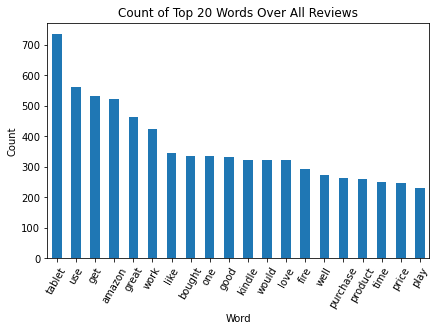 Count of Top 20 Words Over All Reviews
Count
700
600
500
400
300
200
100
0
tablet
use
get
amazon
great
work
like
bought
one
good
kindle
would
love
fire
well
purchase
product
time
price
play
Word